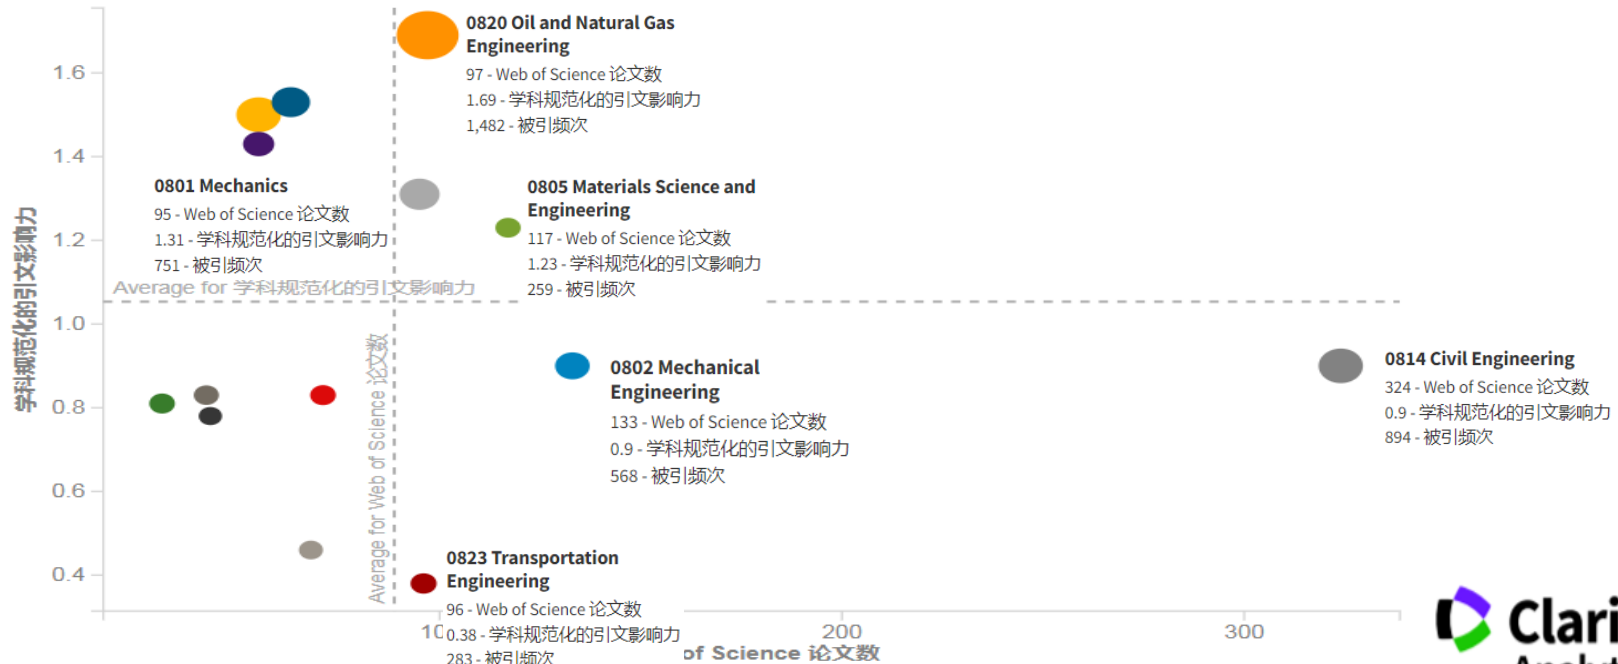 0820 Oil and Natural Gas
Engineering
97 - Web of Science 论文数
1.69 - 学科规范化的引文影响力
1,482 - 被引频次
1.6
1.4
0801 Mechanics
95 - Web of Science 论文数
1.31 - 学科规范化的引文影响力
751 - 被引频次
0805 Materials Science and
Engineering
117 - Web of Science 论文数
1.23 - 学科规范化的引文影响力
259 - 被引频次
1.2
Average for 学科规范化的引文影响力
学科规范化的引文影响力
1.0
Average for Web of Science 论文数
0802 Mechanical
Engineering
133 - Web of Science 论文数
0.9 - 学科规范化的引文影响力
568 - 被引频次
0814 Civil Engineering
324 - Web of Science 论文数
0.9 - 学科规范化的引文影响力
894 - 被引频次
0.8
0.6
0.4
0823 Transportation
Engineering
96 - Web of Science 论文数
0.38 - 学科规范化的引文影响力
283 - 被引频次
10
200
300
of Science 论文数
Clari